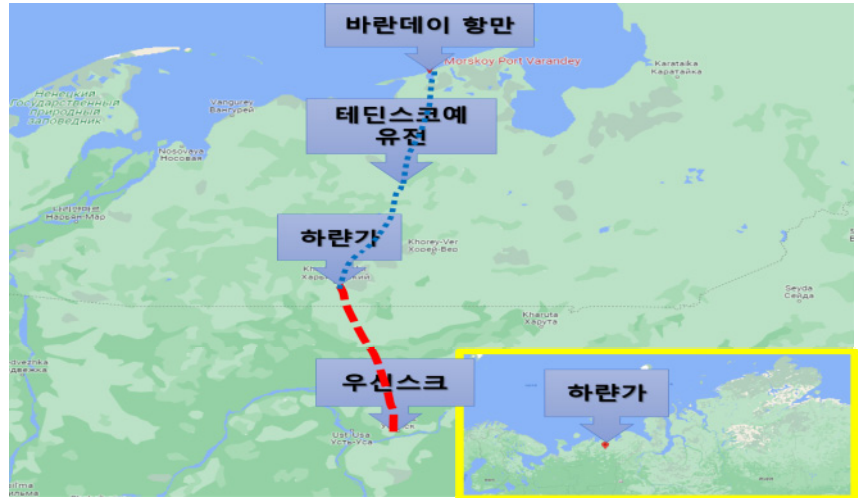 바란데이 항만
Morskoy Port Varandey
Karataika
Каратайка
Ненецкий
государственный
природный
заповедник
Vangurey
Вангурей
테딘스코예
유전
Nosovaya
Носовая
Нарьян-Мар
하랸가
Khorey-Ver
Хорей-Вер
Seyda
Сейда
Kharuta
Харута
우신스크
하랸가
Ust'-Usa
Усть-Уса